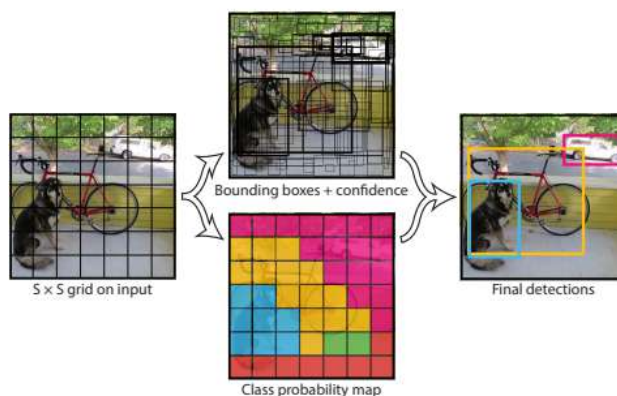 Bounding boxes + confidence
S × S grid on input
Final detections
Class probability map